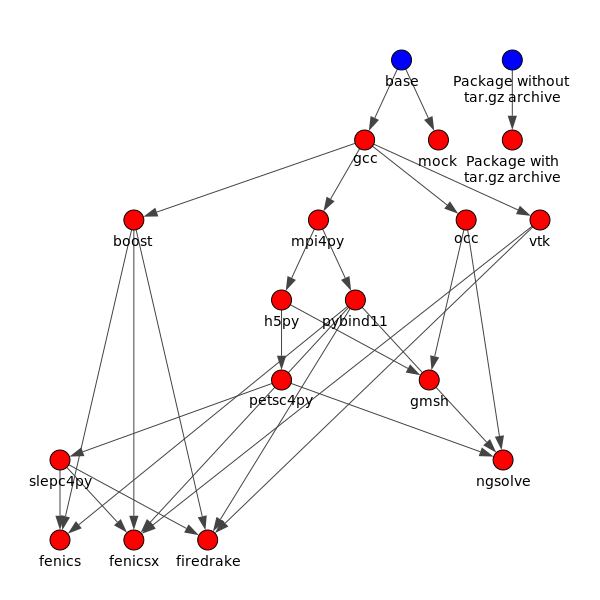 base
Package without
tar.gz archive
gcc
mock
Package with
tar.gz archive
boost
mpi4py
occ
vtk
h5py
pybind11
petsc4py
gmsh
slepc4py
ngsolve
fenics
fenicsx
firedrake